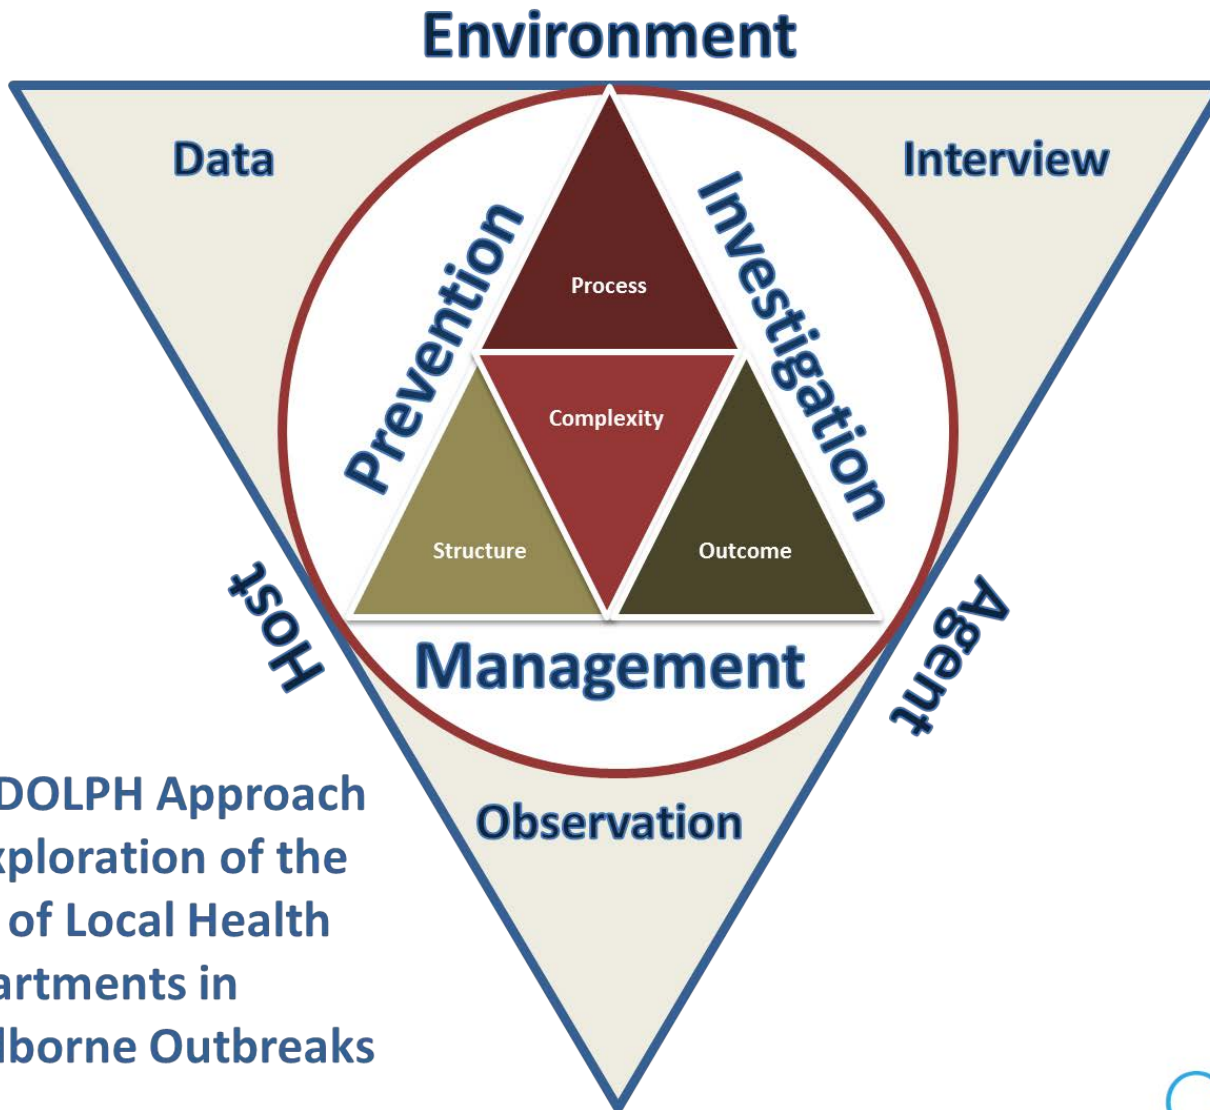 Environment
Data
Interview
Prevention
Investigation
Process
Complexity
Structure
Outcome
Host
Agent
Management
Observation
DOLPH Approach
xploration of the
of Local Health
artments in
lborne Outbreaks